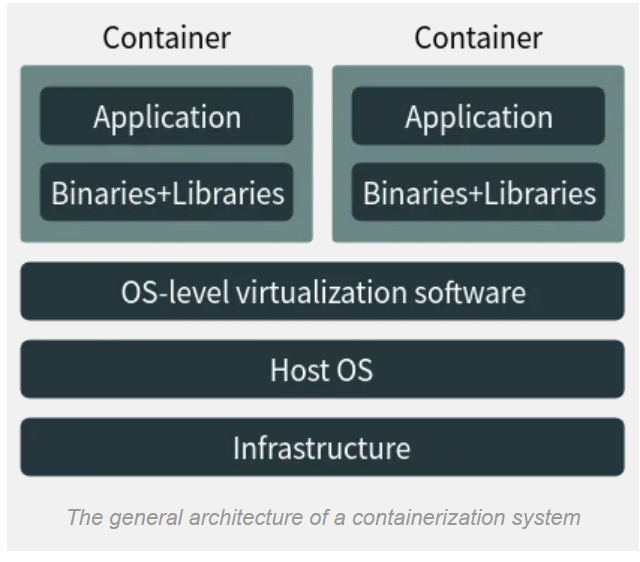 Container
Container
Application
Application
Binaries+Libraries
Binaries+Libraries
OS-level virtualization software
Host OS
Infrastructure
The general architecture of a containerization system